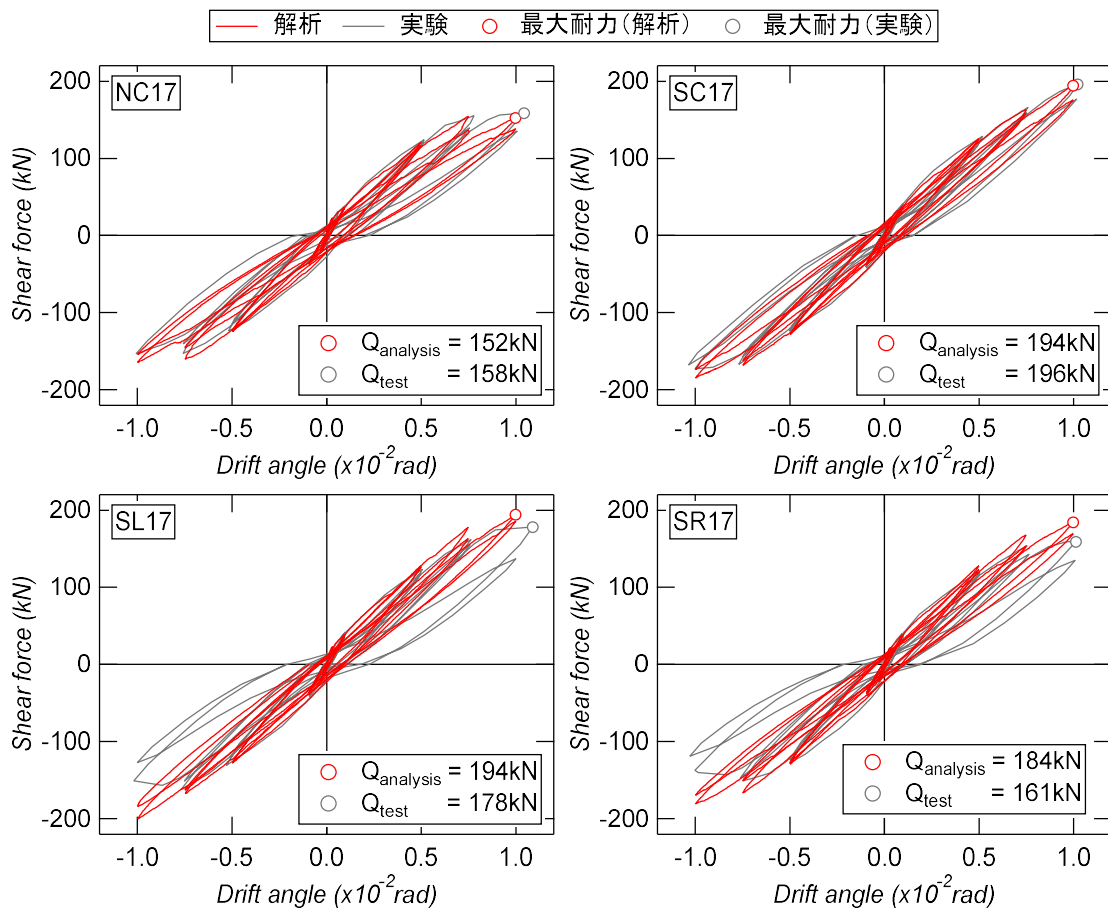 解析 実験 最大耐力(解析) 最大耐力(実験)
NC17
Shear force (kN)
200
100
0
-100
-200
Q_analysis = 152kN
Q_test = 158kN
-1.0 -0.5 0.0 0.5 1.0
Drift angle (x10^-2 rad)
SC17
Shear force (kN)
200
100
0
-100
-200
Q_analysis = 194kN
Q_test = 196kN
-1.0 -0.5 0.0 0.5 1.0
Drift angle (x10^-2 rad)
SL17
Shear force (kN)
200
100
0
-100
-200
Q_analysis = 194kN
Q_test = 178kN
-1.0 -0.5 0.0 0.5 1.0
Drift angle (x10^-2 rad)
SR17
Shear force (kN)
200
100
0
-100
-200
Q_analysis = 184kN
Q_test = 161kN
-1.0 -0.5 0.0 0.5 1.0
Drift angle (x10^-2 rad)